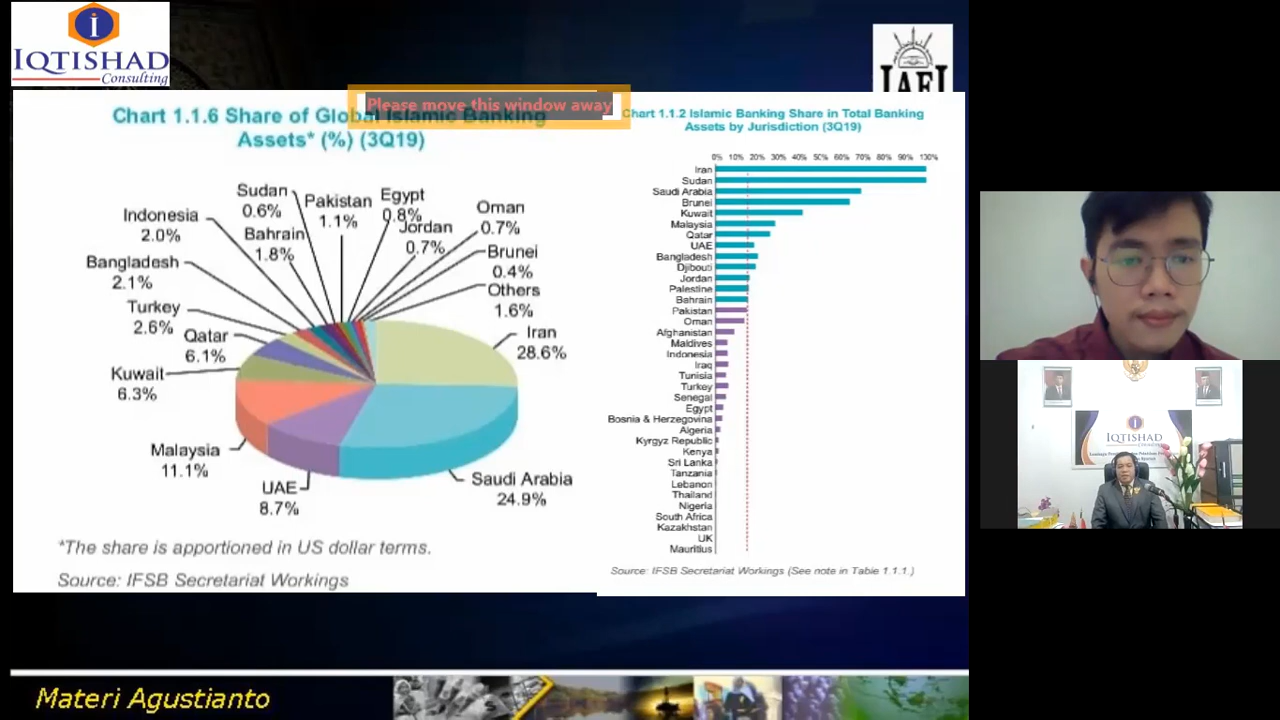 IQTISHAD
Consulting
IAEI
Please move this window away
Chart 1.1.6 Share of Global Islamic Banking
Assets* (%) (3Q19)
Sudan
0.6%
Pakistan
1.1%
Egypt
0.8%
Jordan
0.7%
Oman
0.7%
Brunei
0.4%
Others
1.6%
Iran
28.6%
Saudi Arabia
24.9%
UAE
8.7%
Malaysia
11.1%
Kuwait
6.3%
Qatar
6.1%
Turkey
2.6%
Bangladesh
2.1%
Indonesia
2.0%
Bahrain
1.8%
*The share is apportioned in US dollar terms.
Source: IFSB Secretariat Workings
Chart 1.1.2 Islamic Banking Share in Total Banking
Assets by Jurisdiction (3Q19)
0% 10% 20% 30% 40% 50% 60% 70% 80% 90% 100%
Iran
Sudan
Saudi Arabia
Brunei
Kuwait
Malaysia
Qatar
UAE
Bangladesh
Djibouti
Jordan
Palestine
Bahrain
Pakistan
Oman
Afghanistan
Maldives
Indonesia
Iraq
Tunisia
Turkey
Senegal
Egypt
Bosnia & Herzegovina
Algeria
Kyrgyz Republic
Kenya
Sri Lanka
Tanzania
Lebanon
Thailand
Nigeria
South Africa
Kazakhstan
UK
Mauritius
Source: IFSB Secretariat Workings (See note in Table 1.1.1.)
Materi Agustianto
IQTISHAD
Consulting